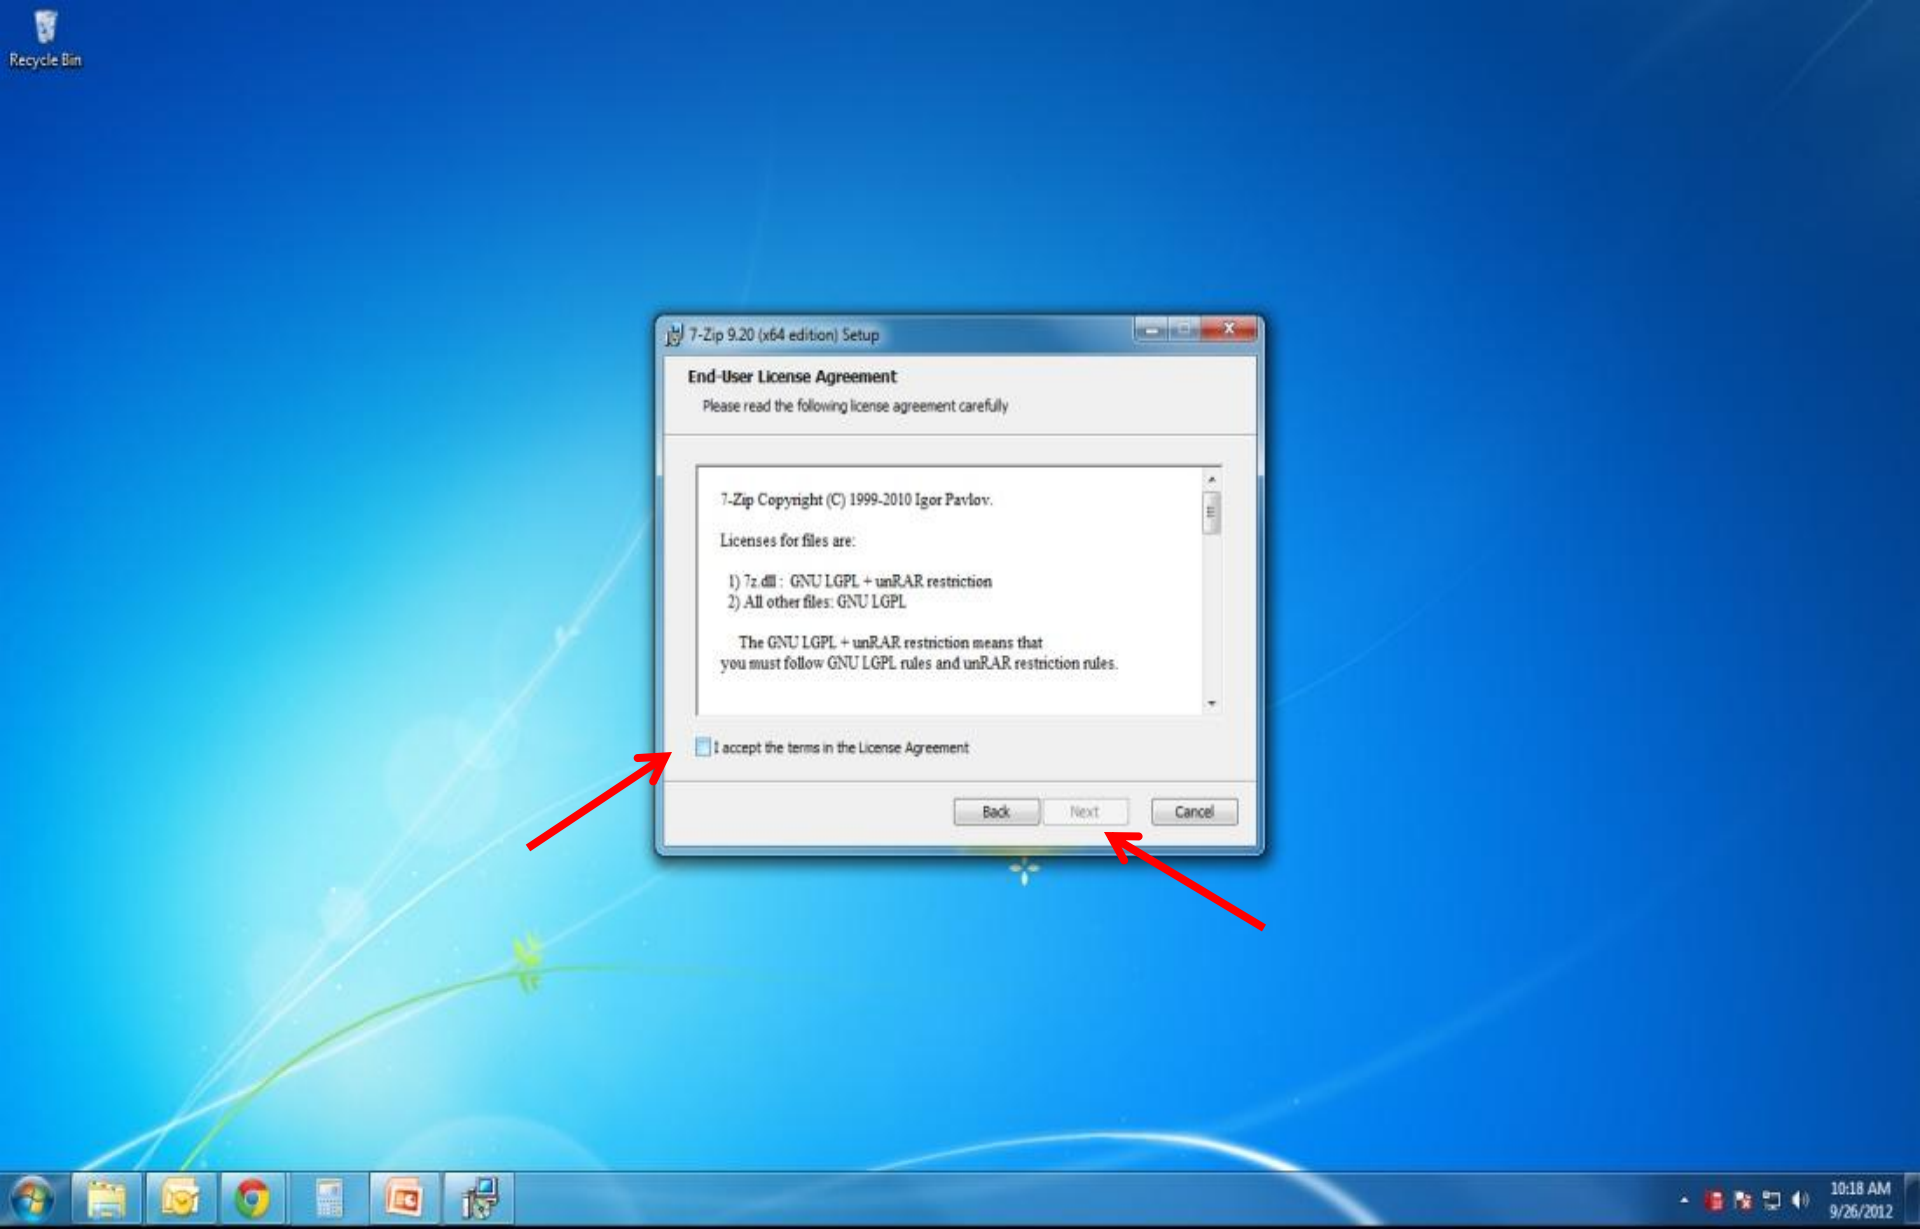 Recycle Bin
7-Zip 9.20 (x64 edition) Setup
End-User License Agreement
Please read the following license agreement carefully
7-Zip Copyright (C) 1999-2010 Igor Pavlov.
Licenses for files are:
1) 7z.dll : GNU LGPL + unRAR restriction
2) All other files: GNU LGPL
The GNU LGPL + unRAR restriction means that
you must follow GNU LGPL rules and unRAR restriction rules.
I accept the terms in the License Agreement
Back Next Cancel
10:18 AM
9/26/2012